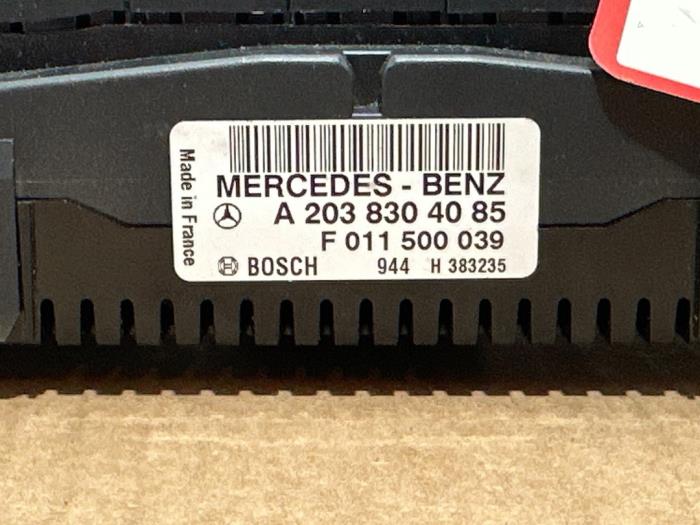 Made in France
MERCEDES - BENZ
A 203 830 40 85
F 011 500 039
BOSCH 944 H 383235